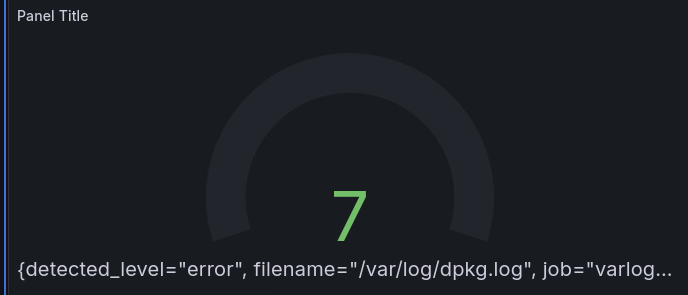 Panel Title
7
{detected_level="error", filename="/var/log/dpkg.log", job="varlog...